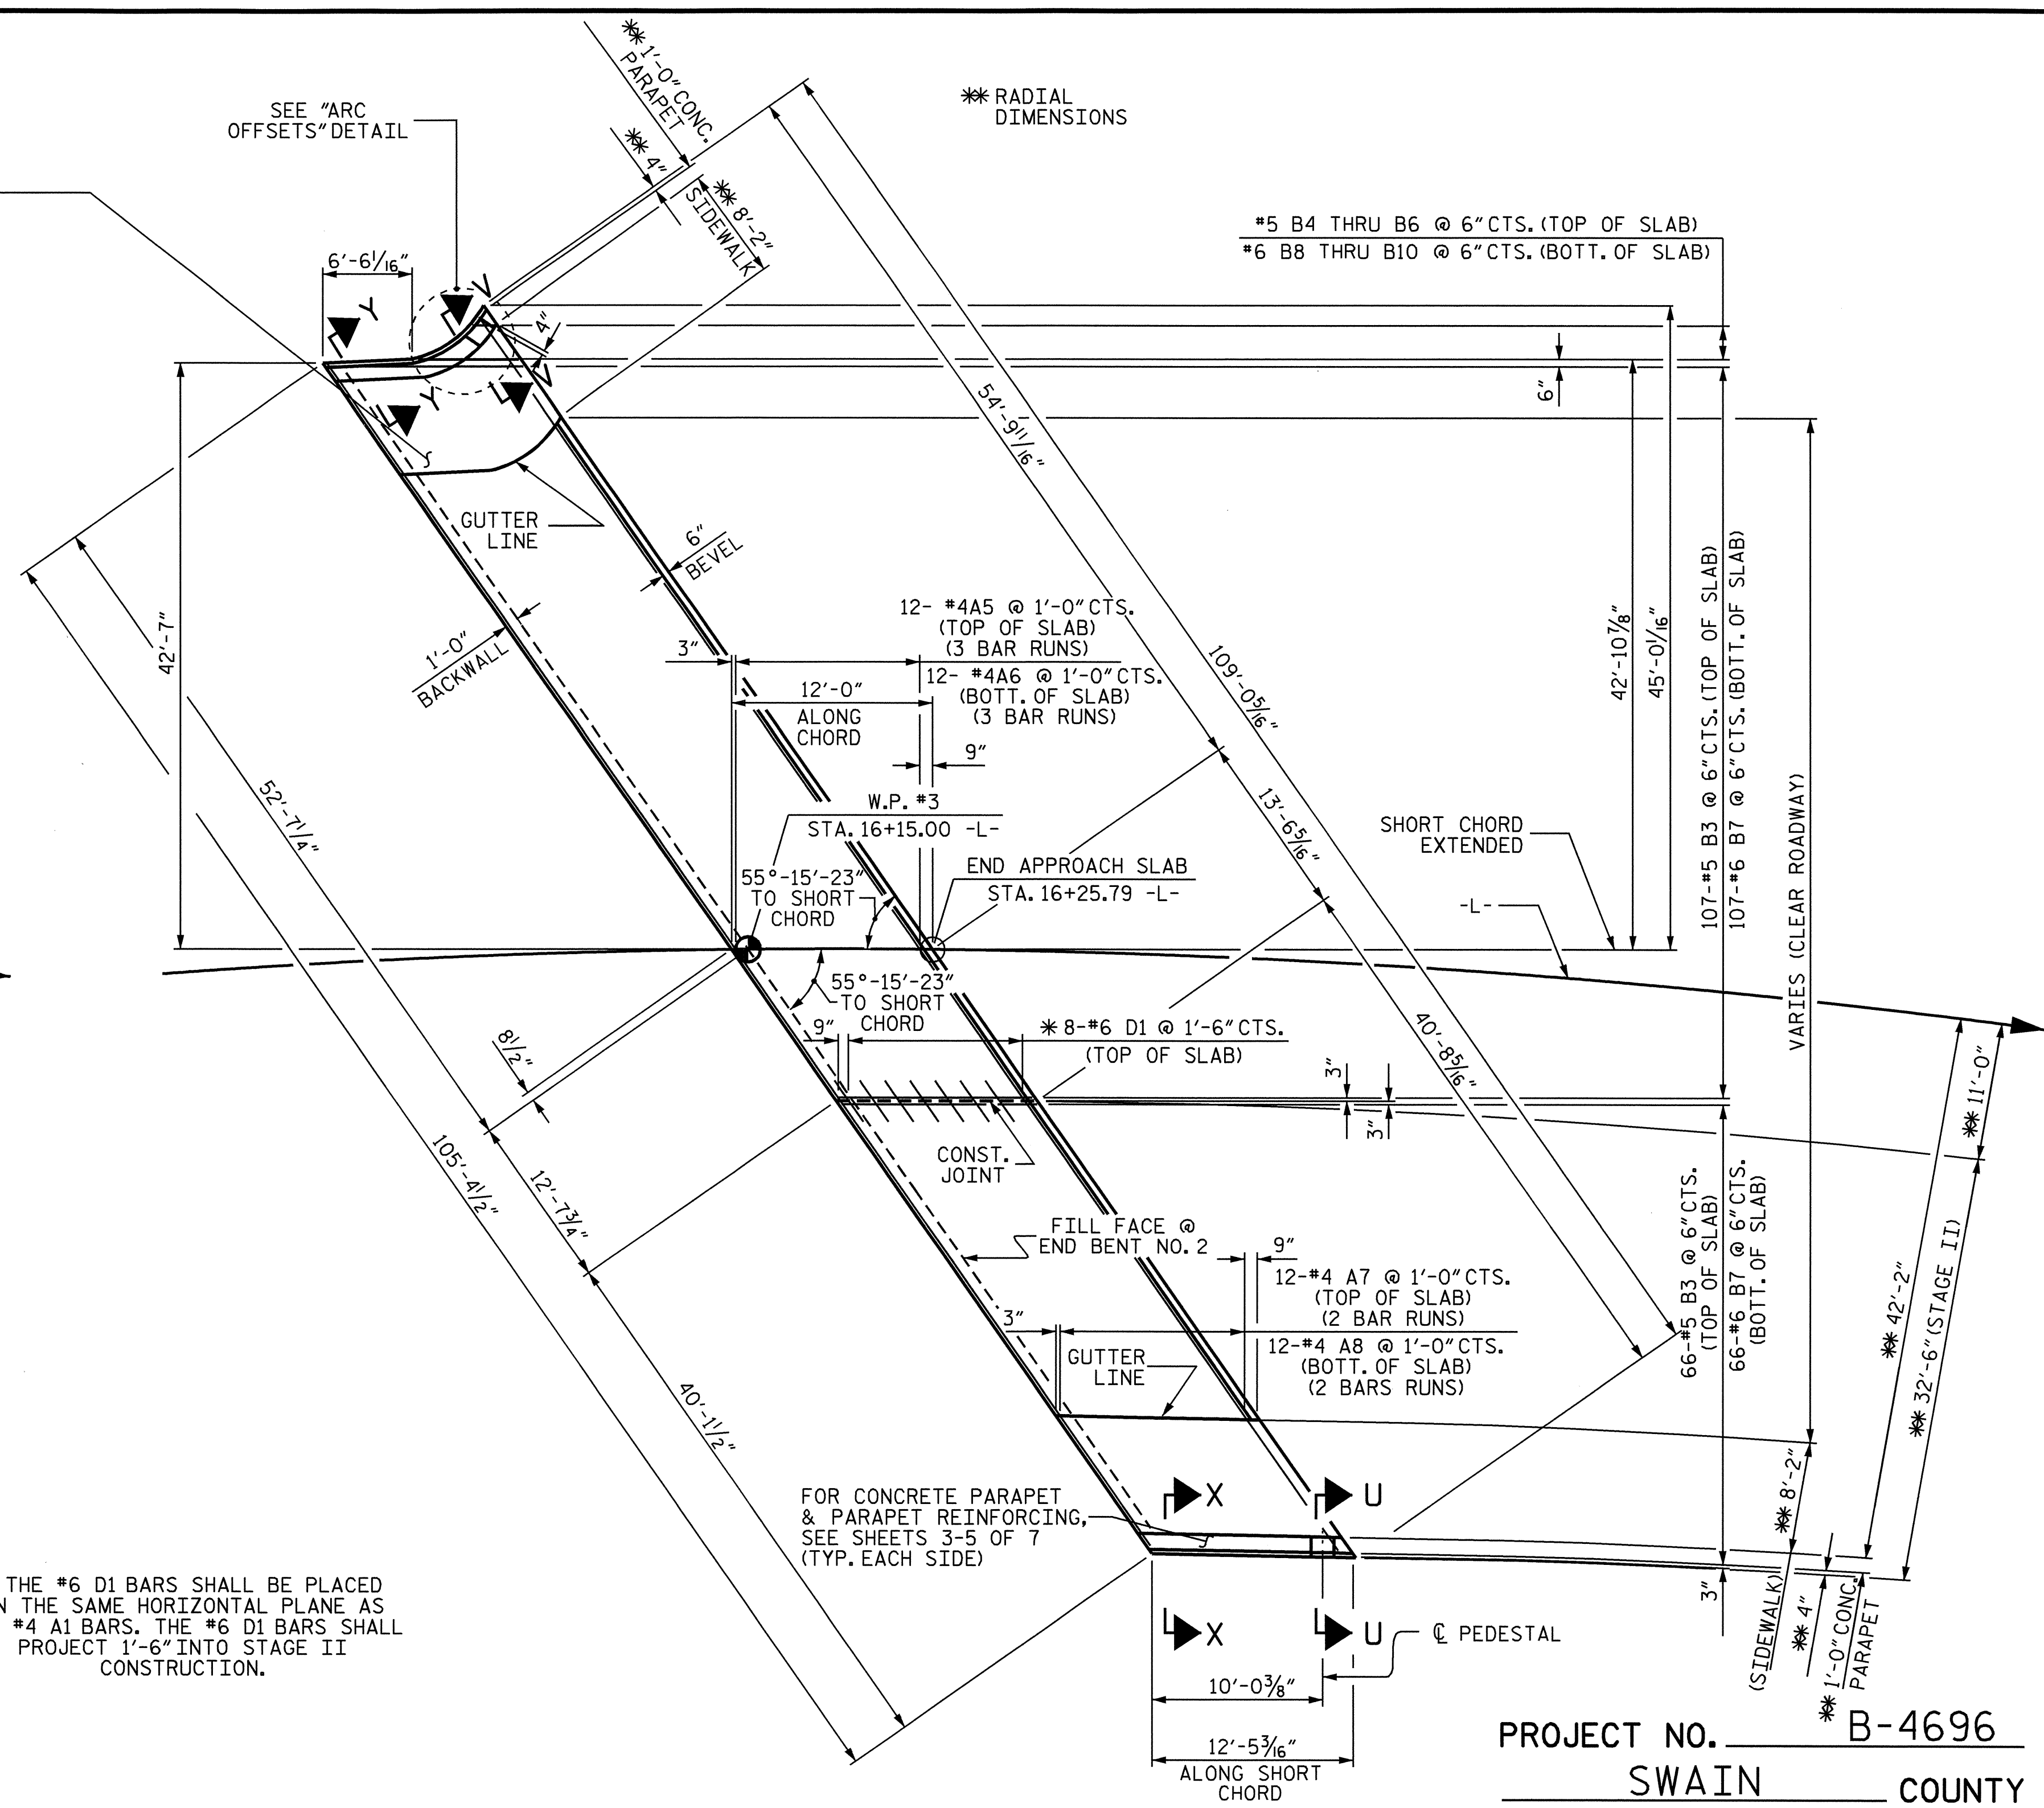 ** 1'-0" CONC.
PARAPET
** 4"
** 8'-2"
SIDEWALK
** RADIAL
DIMENSIONS
SEE "ARC
OFFSETS" DETAIL
#5 B4 THRU B6 @ 6" CTS. (TOP OF SLAB)
#6 B8 THRU B10 @ 6" CTS. (BOTT. OF SLAB)
6'-6 1/16"
Y
V
4"
V
Y
6"
54'-9 11/16"
GUTTER
LINE
6"
BEVEL
42'-7"
1'-0"
BACKWALL
12- #4A5 @ 1'-0" CTS.
(TOP OF SLAB)
(3 BAR RUNS)
3"
12- #4A6 @ 1'-0" CTS.
(BOTT. OF SLAB)
(3 BAR RUNS)
12'-0"
ALONG
CHORD
9"
109'-0 5/16"
42'-10 7/8"
45'-0 1/16"
107-#5 B3 @ 6" CTS. (TOP OF SLAB)
107-#6 B7 @ 6" CTS. (BOTT. OF SLAB)
VARIES (CLEAR ROADWAY)
52'-7 1/4"
W.P. #3
STA. 16+15.00 -L-
13'-6 5/16"
SHORT CHORD
EXTENDED
55°-15'-23"
TO SHORT
CHORD
END APPROACH SLAB
STA. 16+25.79 -L-
-L-
55°-15'-23"
TO SHORT
CHORD
8 1/2"
9"
* 8-#6 D1 @ 1'-6" CTS.
(TOP OF SLAB)
40'-8 5/16"
3"
3"
** 11'-0"
CONST.
JOINT
105'-4 1/2"
12'-7 3/4"
FILL FACE @
END BENT NO. 2
9"
12-#4 A7 @ 1'-0" CTS.
(TOP OF SLAB)
(2 BAR RUNS)
3"
12-#4 A8 @ 1'-0" CTS.
(BOTT. OF SLAB)
(2 BARS RUNS)
GUTTER
LINE
66-#5 B3 @ 6" CTS.
(TOP OF SLAB)
66-#6 B7 @ 6" CTS.
(BOTT. OF SLAB)
** 42'-2"
** 32'-6" (STAGE II)
40'-1 1/2"
** 8'-2"
(SIDEWALK)
FOR CONCRETE PARAPET
& PARAPET REINFORCING,
SEE SHEETS 3-5 OF 7
(TYP. EACH SIDE)
X
U
X
U
℄ PEDESTAL
3"
** 4"
** 1'-0" CONC.
PARAPET
THE #6 D1 BARS SHALL BE PLACED
N THE SAME HORIZONTAL PLANE AS
#4 A1 BARS. THE #6 D1 BARS SHALL
PROJECT 1'-6" INTO STAGE II
CONSTRUCTION.
10'-0 3/8"
12'-5 3/16"
ALONG SHORT
CHORD
PROJECT NO. B-4696
SWAIN COUNTY